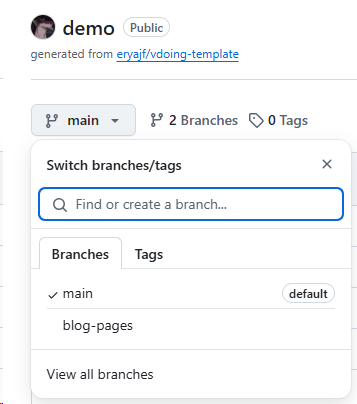 demo Public
generated from eryajf/vdoing-template
main 2 Branches 0 Tags
Switch branches/tags
Find or create a branch...
Branches Tags
main default
blog-pages
View all branches